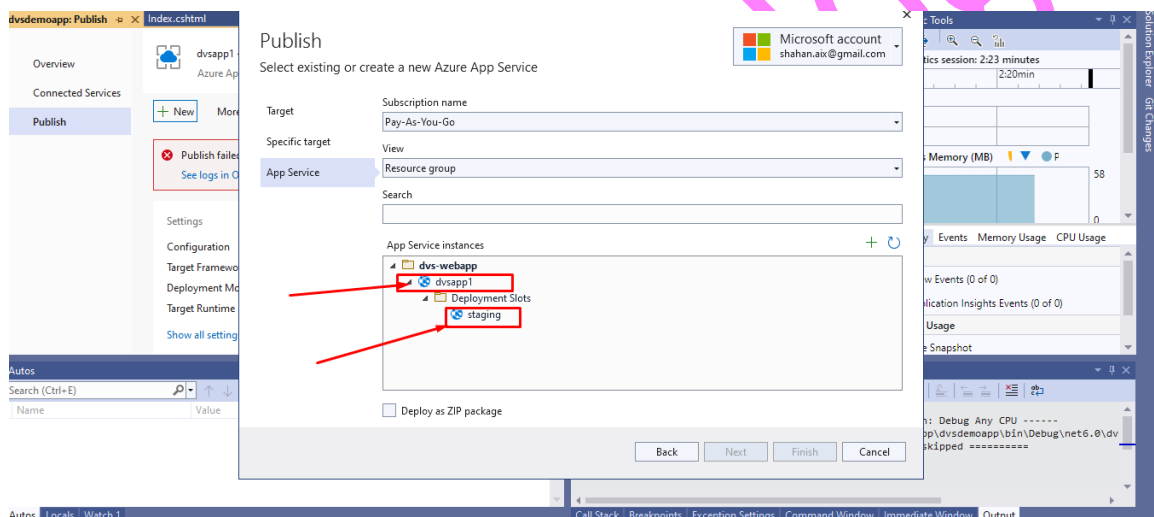 dvsdemoapp: Publish
Index.cshtml
Overview
Connected Services
Publish
dvsapp1 -
Azure Ap
New
More
Publish failed
See logs in O
Settings
Configuration
Target Framewo
Deployment Mo
Target Runtime
Show all setting
Publish
Select existing or create a new Azure App Service
Microsoft account
shahan.aix@gmail.com
Target
Specific target
App Service
Subscription name
Pay-As-You-Go
View
Resource group
Search
App Service instances
dvs-webapp
dvsapp1
Deployment Slots
staging
Deploy as ZIP package
Back
Next
Finish
Cancel
c Tools
tics session: 2:23 minutes
2:20min
s Memory (MB)
P
58
0
y Events Memory Usage CPU Usage
w Events (0 of 0)
lication Insights Events (0 of 0)
Usage
e Snapshot
Solution Explorer
Git Changes
Autos
Search (Ctrl+E)
Name
Value
n: Debug Any CPU ------
pp\dvsdemoapp\bin\Debug\net6.0\dv
skipped ==========
Autos Locals Watch 1
Call Stack Breakpoints Exception Settings Command Window Immediate Window Output